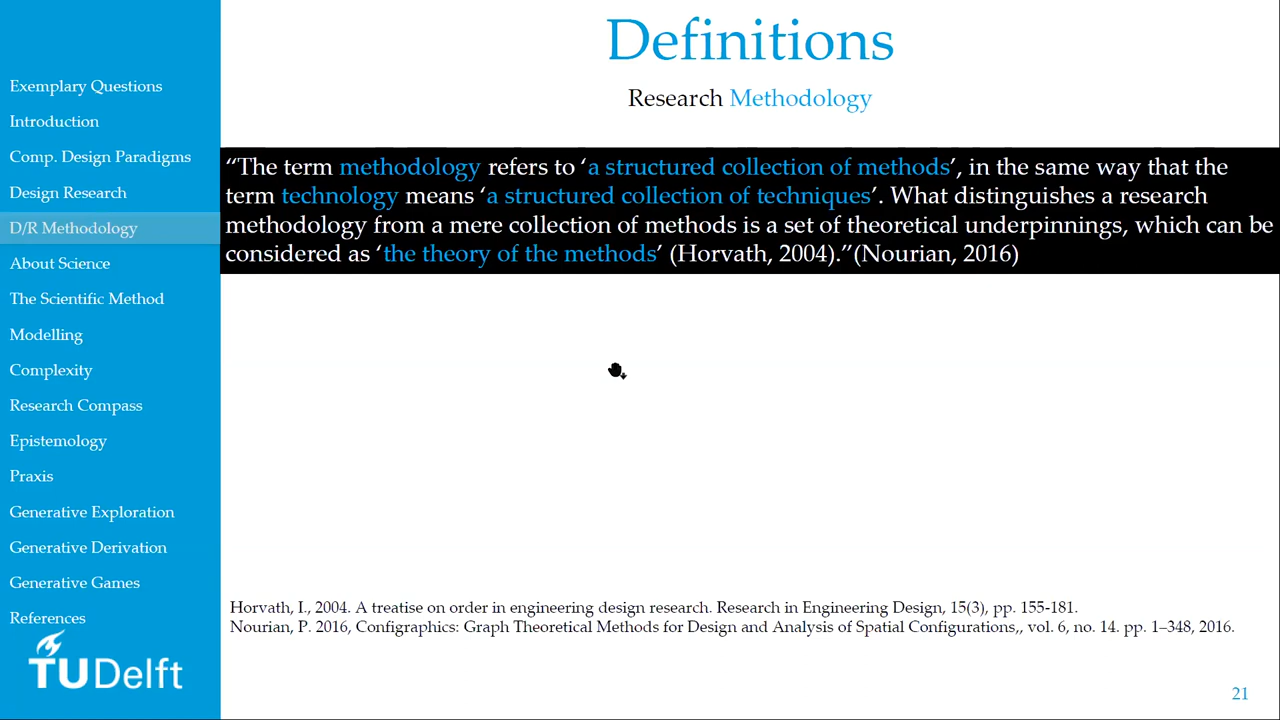 Definitions
Research Methodology
Exemplary Questions
Introduction
Comp. Design Paradigms
Design Research
D/R Methodology
About Science
The Scientific Method
Modelling
Complexity
Research Compass
Epistemology
Praxis
Generative Exploration
Generative Derivation
Generative Games
References
TUDelft
“The term methodology refers to ‘a structured collection of methods’, in the same way that the
term technology means ‘a structured collection of techniques’. What distinguishes a research
methodology from a mere collection of methods is a set of theoretical underpinnings, which can be
considered as ‘the theory of the methods’ (Horvath, 2004).”(Nourian, 2016)
Horvath, I., 2004. A treatise on order in engineering design research. Research in Engineering Design, 15(3), pp. 155-181.
Nourian, P. 2016, Configraphics: Graph Theoretical Methods for Design and Analysis of Spatial Configurations,, vol. 6, no. 14. pp. 1–348, 2016.
21